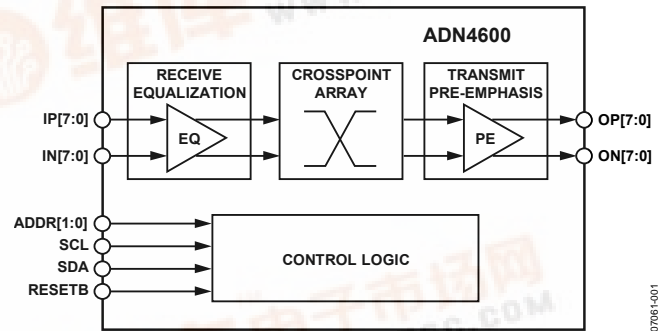 ADN4600
RECEIVE
EQUALIZATION
CROSSPOINT
ARRAY
TRANSMIT
PRE-EMPHASIS
IP[7:0]
IN[7:0]
EQ
PE
OP[7:0]
ON[7:0]
ADDR[1:0]
SCL
SDA
RESETB
CONTROL LOGIC
07061-001